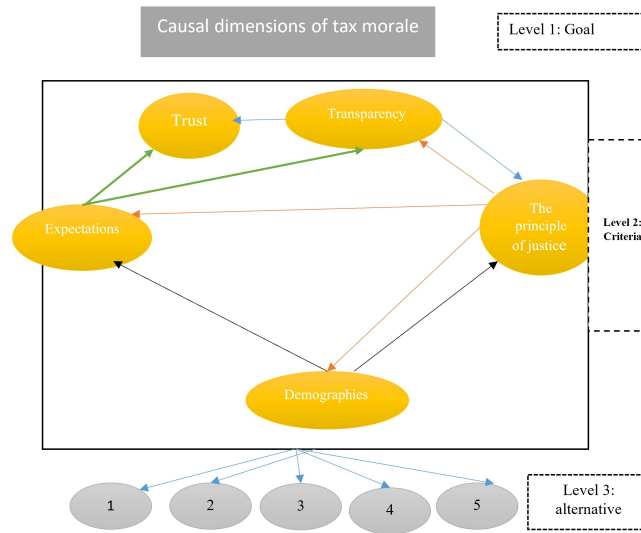 Causal dimensions of tax morale
Level 1: Goal
Trust
Transparency
Expectations
The
principle
of justice
Level 2:
Criteria
Demographies
1
2
3
4
5
Level 3:
alternative